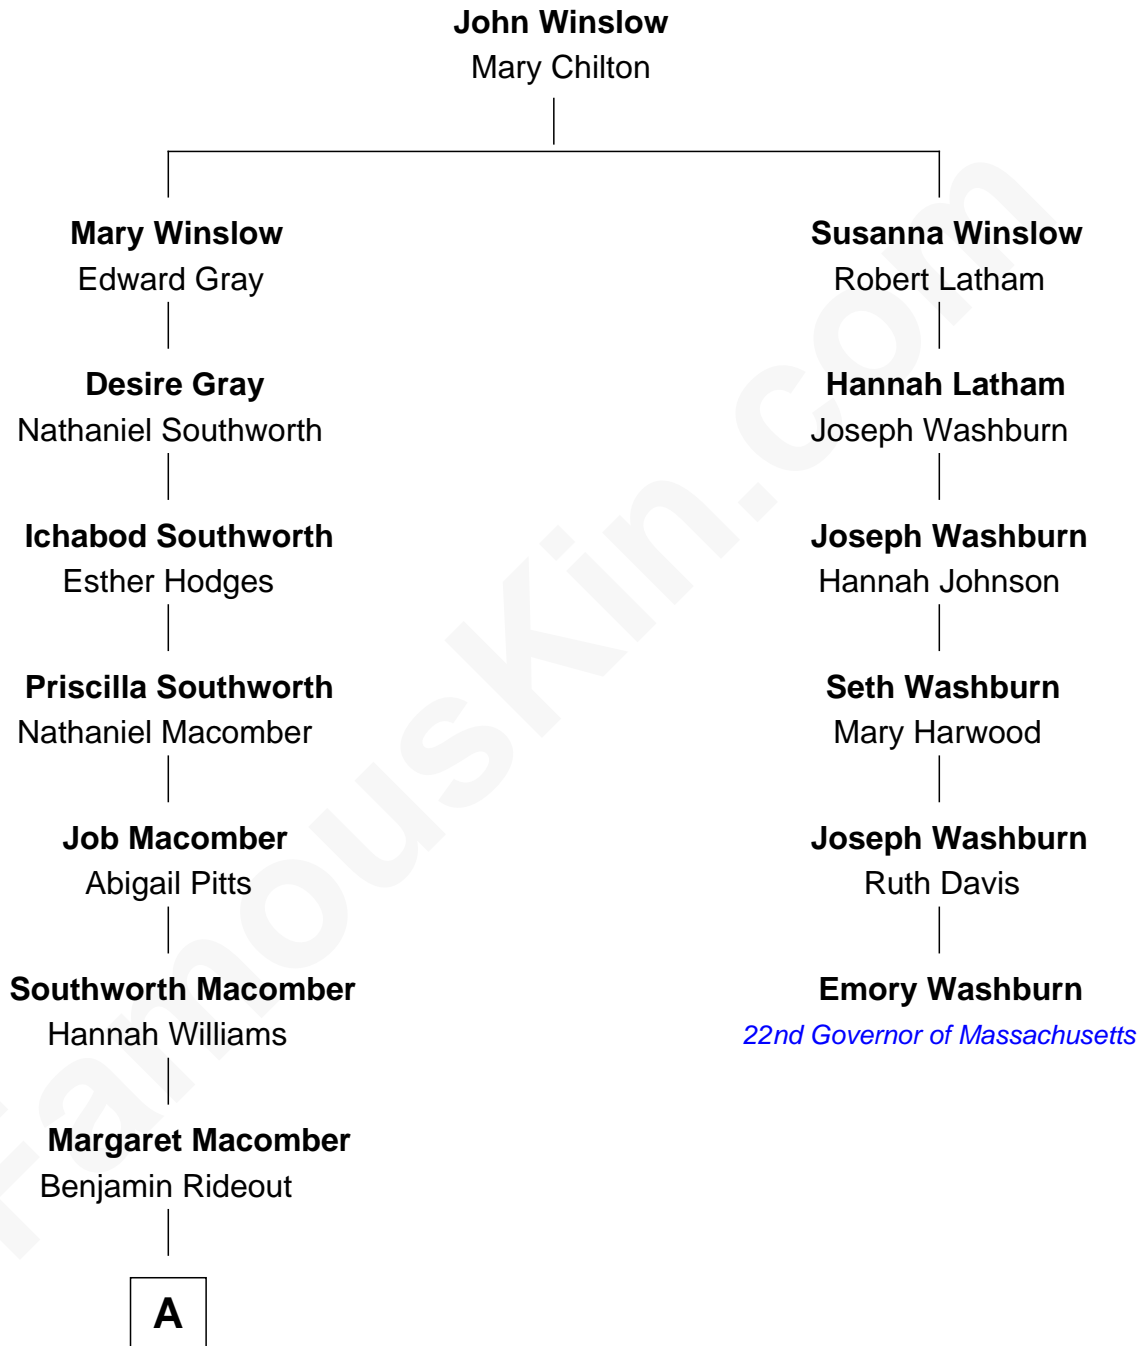 John Winslow
Mary Chilton
Mary Winslow
Edward Gray
Desire Gray
Nathaniel Southworth
Ichabod Southworth
Esther Hodges
Priscilla Southworth
Nathaniel Macomber
Job Macomber
Abigail Pitts
Southworth Macomber
Hannah Williams
Margaret Macomber
Benjamin Rideout
A
Susanna Winslow
Robert Latham
Hannah Latham
Joseph Washburn
Joseph Washburn
Hannah Johnson
Seth Washburn
Mary Harwood
Joseph Washburn
Ruth Davis
Emory Washburn
22nd Governor of Massachusetts
FamousKin.com